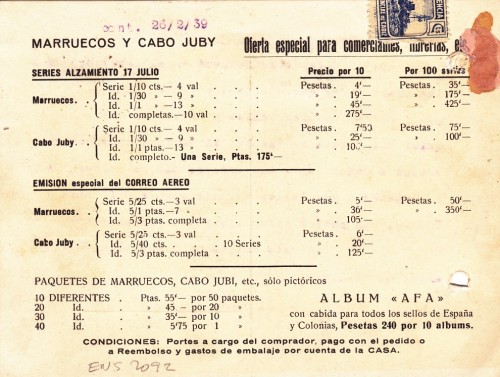 cont. 26/2/39
MARRUECOS Y CABO JUBY
Oferta especial para comerciantes, librerías,
SERIES ALZAMIENTO 17 JULIO Precio por 10 Por 100 series
Marruecos.
Serie 1/10 cts.— 4 val Pesetas . 4'— Pesetas . 35'—
Id. 1/30 » — 9 » » . 19'— » . 175'—
Id. 1/1 » —13 » » . 45'— » . 425'—
Id. completas.—10 val » . 275'—
Cabo Juby.
Serie 1/10 cts.— 4 val Pesetas . 7'50 Pesetas . 75'—
Id. 1/30 » — 9 » » . 25'— » . 100'—
Id. 1/1 ptas.—13 »
Id. completo.- Una Serie, Ptas. 175'—
EMISION especial del CORREO AEREO
Marruecos. .
Serie 5/25 cts.—3 val Pesetas . 5'— Pesetas . 50'—
Id. 5/1 ptas.—7 » » . 36'— » . 350'—
Id. 5/3 ptas. completa » . 105'—
Cabo Juby
Serie 5/25 cts.—3 val Pesetas . 6'—
Id. 5/40 cts. 10 Series » . 20'—
Id. 5/3 ptas. completa » . 125'—
PAQUETES DE MARRUECOS, CABO JUBI, etc., sólo pictóricos
10 DIFERENTES . Ptas. 55'— por 50 paquetes.
20 Id. . » 45 — por 20 »
30 Id. . » 35'— por 10 »
40 Id. . » 5'75 por 1 »
ALBUM «AFA»
con cabida para todos los sellos de España
y Colonias, Pesetas 240 por 10 albums.
CONDICIONES: Portes a cargo del comprador, pago con el pedido o
a Reembolso y gastos de embalaje por cuenta de la CASA.
ENS 2092